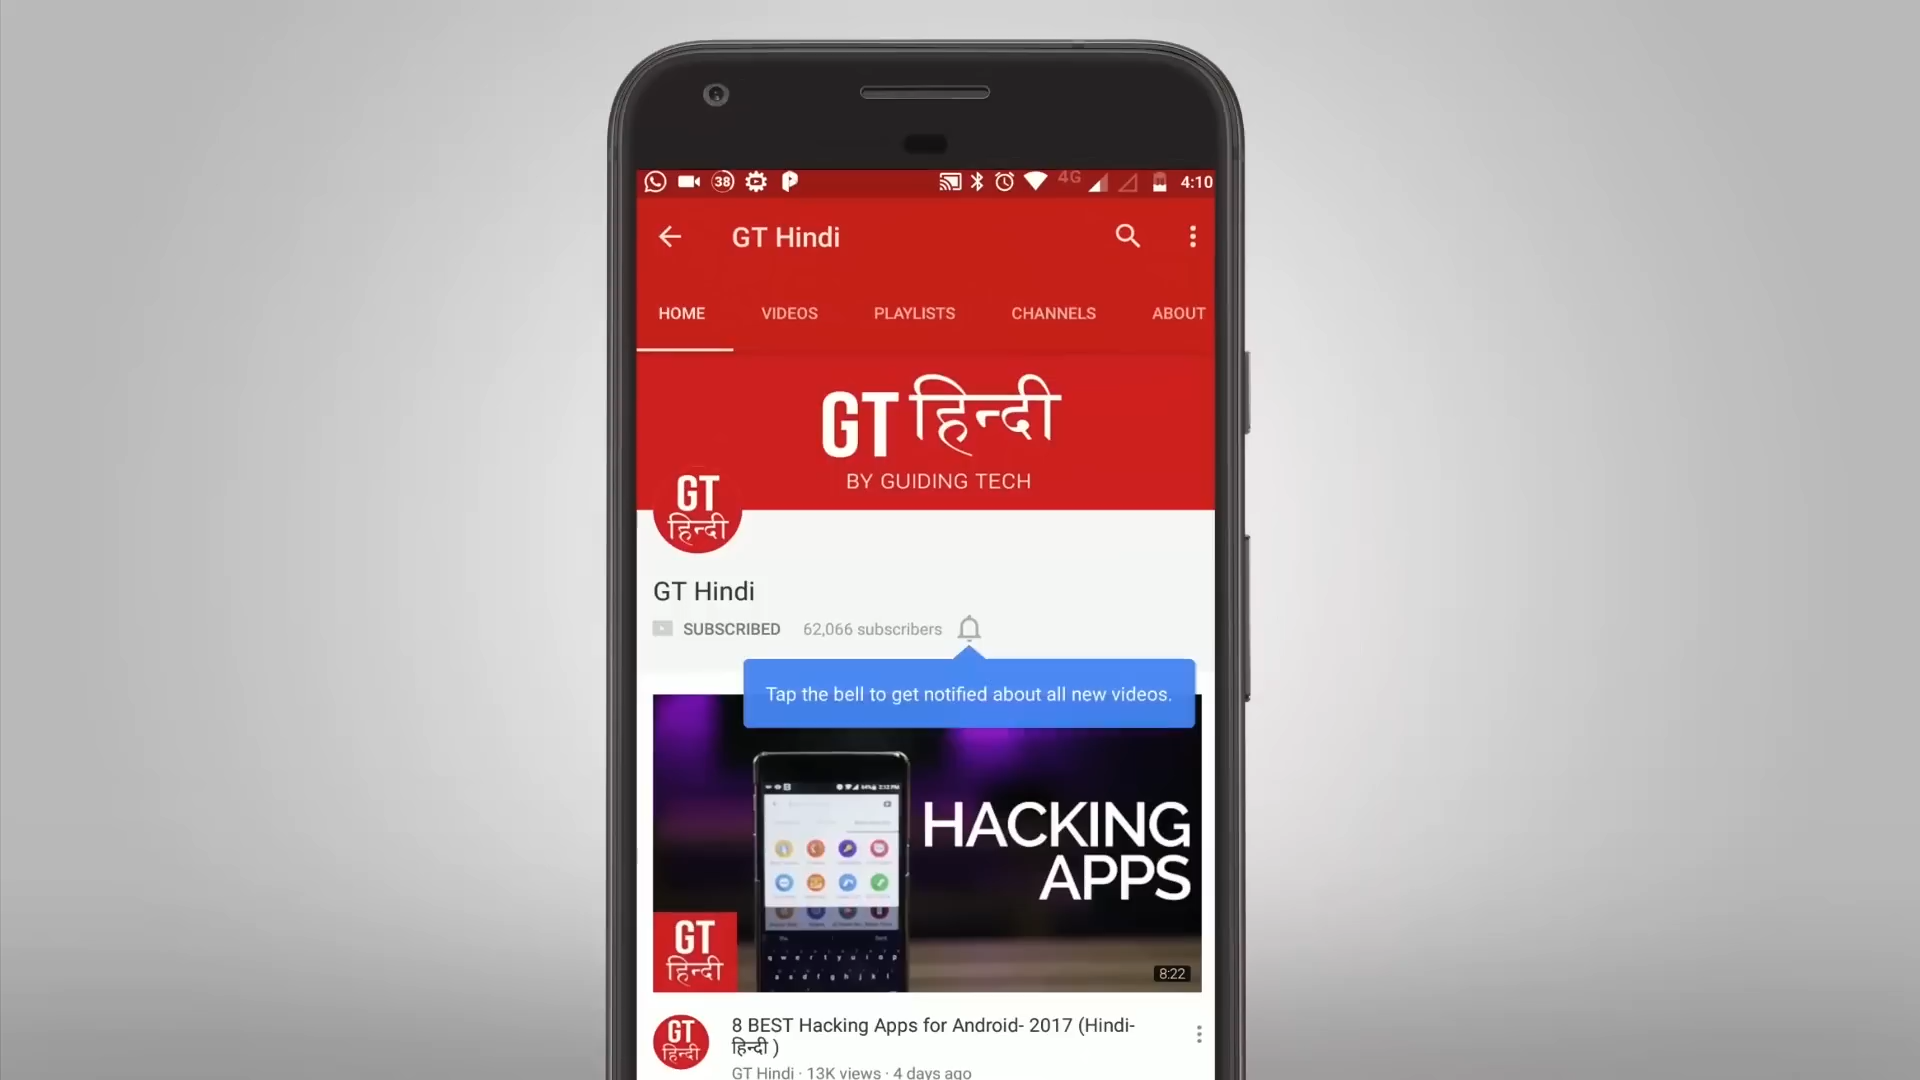 38
4G
4:10
GT Hindi
HOME VIDEOS PLAYLISTS CHANNELS ABOUT
GT हिन्दी
BY GUIDING TECH
GT
हिन्दी
GT Hindi
SUBSCRIBED 62,066 subscribers
Tap the bell to get notified about all new videos.
HACKING
APPS
GT
हिन्दी
8:22
q w e r t y u i o p
a s d f g h j k l
GT
हिन्दी
8 BEST Hacking Apps for Android- 2017 (Hindi-
हिन्दी )
GT Hindi · 13K views · 4 days ago